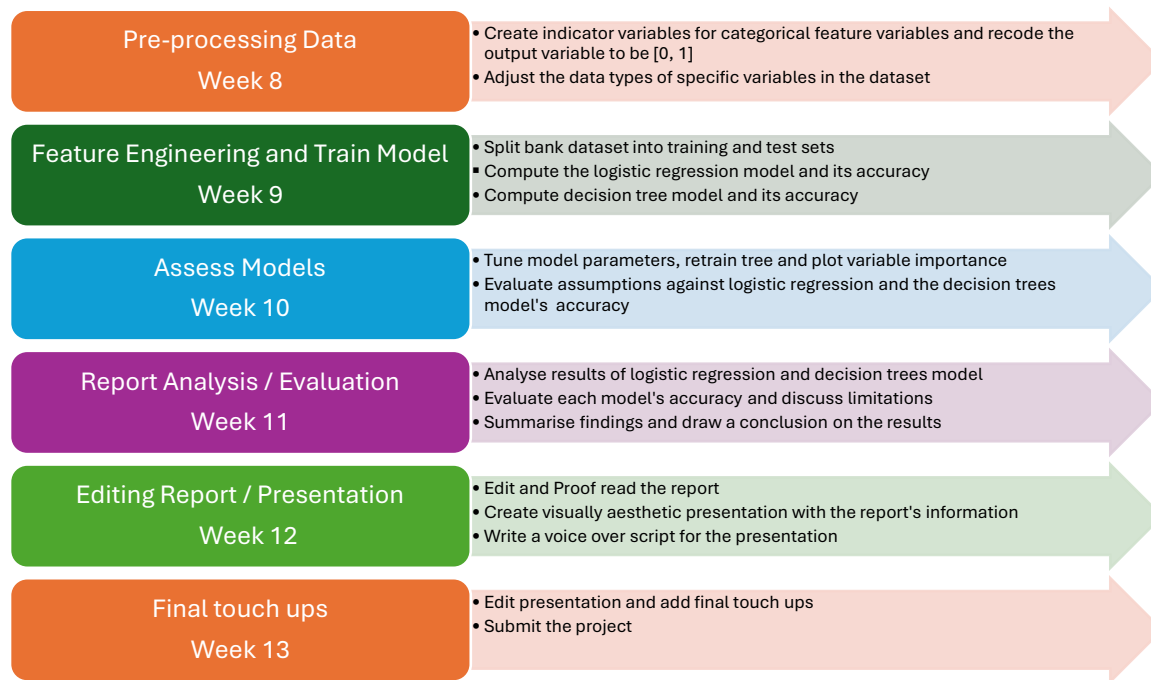 Pre-processing Data
Week 8
• Create indicator variables for categorical feature variables and recode the
output variable to be [0, 1]
• Adjust the data types of specific variables in the dataset
Feature Engineering and Train Model
Week 9
• Split bank dataset into training and test sets
▪ Compute the logistic regression model and its accuracy
• Compute decision tree model and its accuracy
Assess Models
Week 10
• Tune model parameters, retrain tree and plot variable importance
• Evaluate assumptions against logistic regression and the decision trees
model's  accuracy
Report Analysis / Evaluation
Week 11
• Analyse results of logistic regression and decision trees model
• Evaluate each model's accuracy and discuss limitations
• Summarise findings and draw a conclusion on the results
Editing Report / Presentation
Week 12
• Edit and Proof read the report
• Create visually aesthetic presentation with the report's information
• Write a voice over script for the presentation
Final touch ups
Week 13
• Edit presentation and add final touch ups
• Submit the project